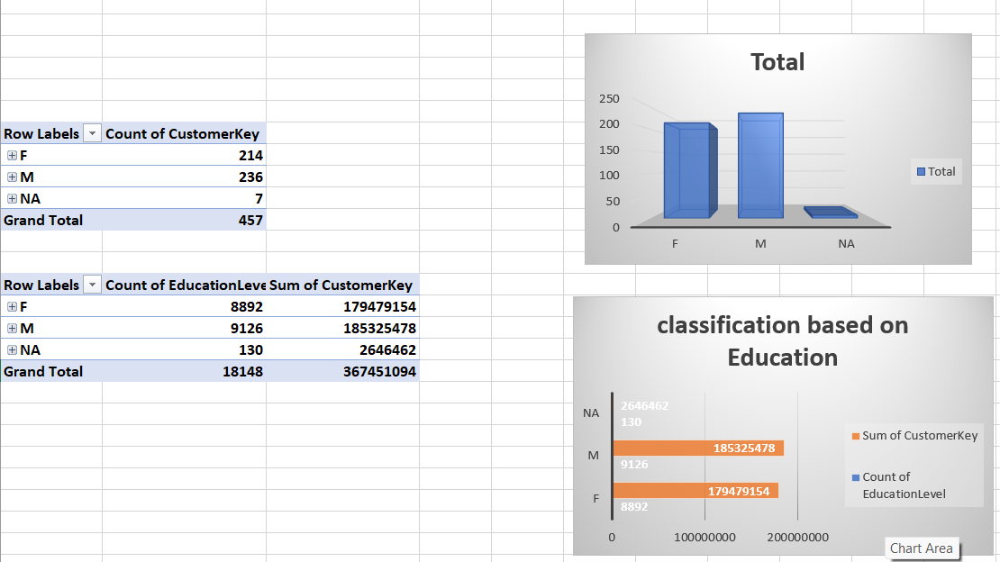 Row Labels Count of CustomerKey
F 214
M 236
NA 7
Grand Total 457
Row Labels Count of EducationLeve Sum of CustomerKey
F 8892 179479154
M 9126 185325478
NA 130 2646462
Grand Total 18148 367451094
Total
250
200
150
100
50
0
F M NA
Total
classification based on
Education
NA
2646462
130
M
185325478
9126
F
179479154
8892
0 100000000 200000000
Sum of CustomerKey
Count of
EducationLevel
Chart Area